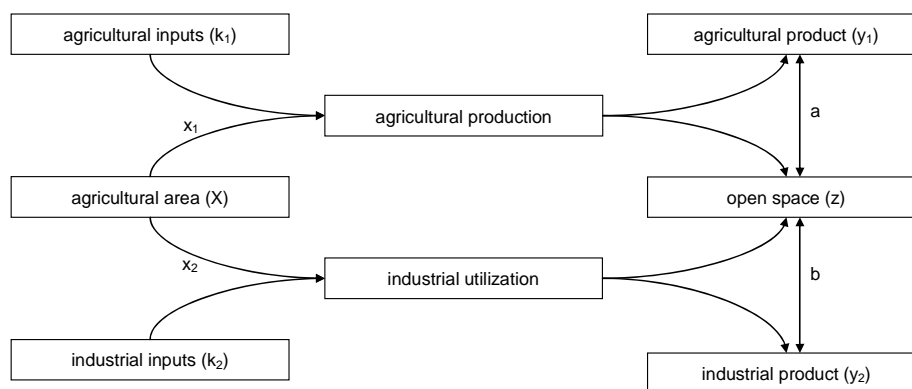 agricultural inputs (k₁)
agricultural product (y₁)
x₁
agricultural production
a
agricultural area (X)
open space (z)
x₂
industrial utilization
b
industrial inputs (k₂)
industrial product (y₂)